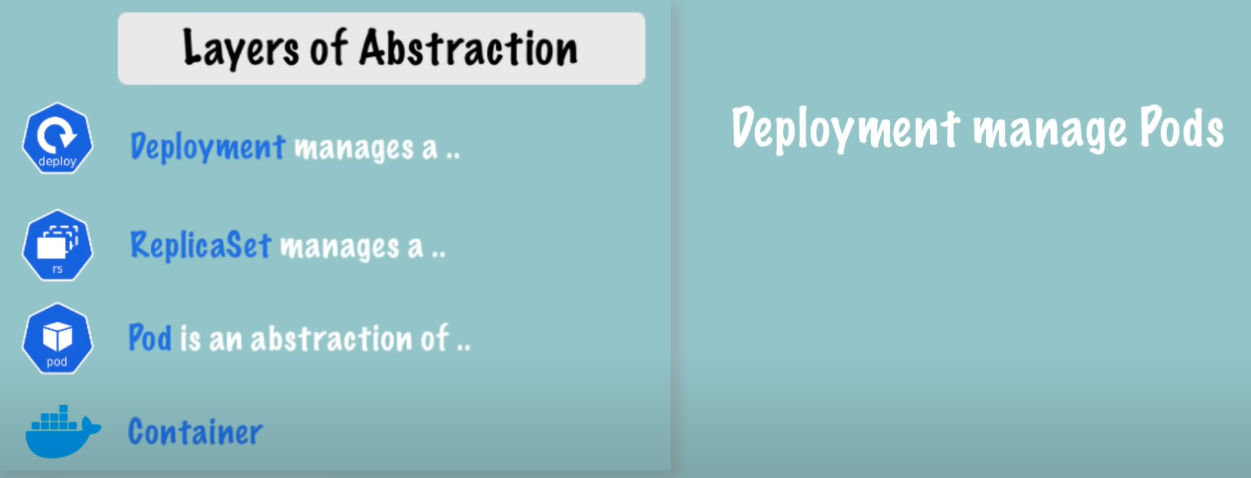 Layers of Abstraction
deploy
Deployment manages a ..
rs
ReplicaSet manages a ..
pod
Pod is an abstraction of ..
Container
Deployment manage Pods